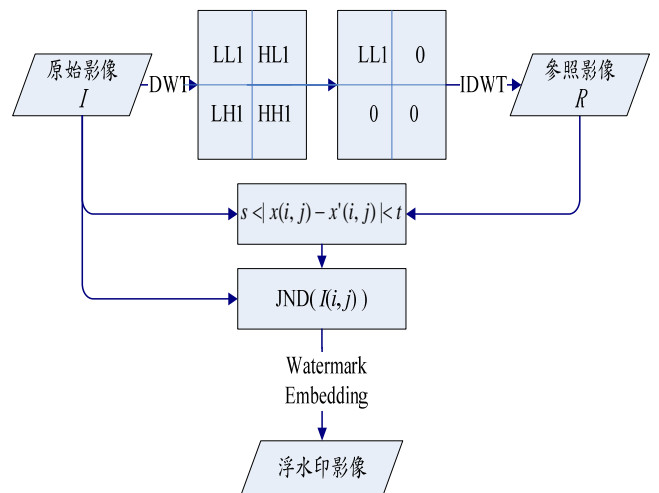 原始影像
I
DWT
LL1 HL1
LH1 HH1
LL1 0
0 0
IDWT
參照影像
R
s <| x(i, j) − x'(i, j) |< t
JND( I(i, j) )
Watermark
Embedding
浮水印影像